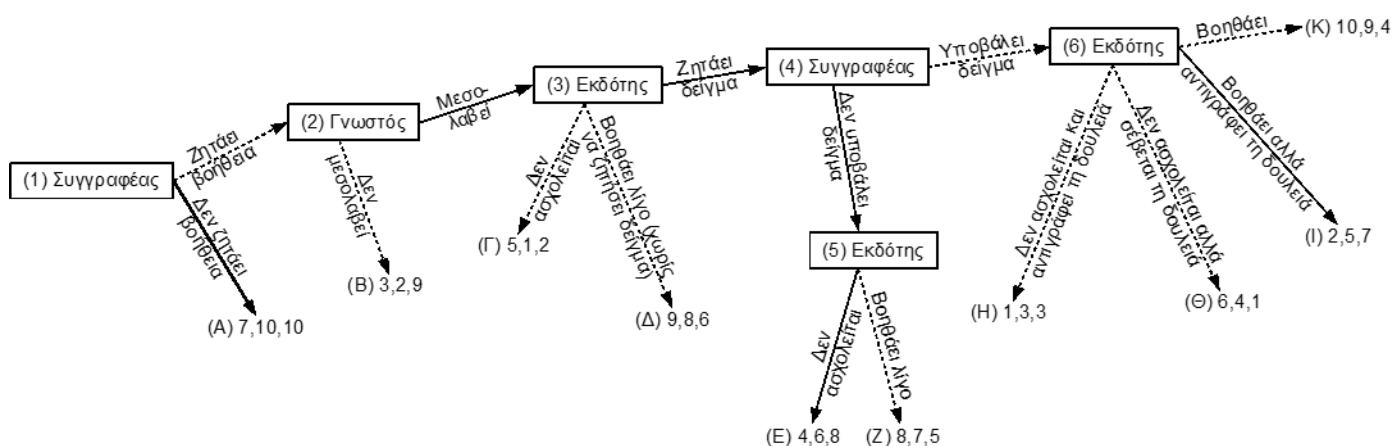 (1) Συγγραφέας
Ζητάει
βοήθεια
Δεν ζητάει
βοήθεια
(Α) 7,10,10
(2) Γνωστός
Μεσο-
λαβεί
Δεν
μεσολαβεί
(Β) 3,2,9
(3) Εκδότης
Ζητάει
δείγμα
Δεν
ασχολείται
(Γ) 5,1,2
Βοηθάει λίγο (χωρίς
να ζητήσει δείγμα)
(Δ) 9,8,6
(4) Συγγραφέας
Υποβάλει
δείγμα
Δεν υποβάλει
δείγμα
(5) Εκδότης
Δεν
ασχολείται
(Ε) 4,6,8
Βοηθάει λίγο
(Ζ) 8,7,5
(6) Εκδότης
Δεν ασχολείται και
αντιγράφει τη δουλειά
(Η) 1,3,3
Δεν ασχολείται αλλά
σέβεται τη δουλειά
(Θ) 6,4,1
Βοηθάει αλλά
αντιγράφει τη δουλειά
(Ι) 2,5,7
Βοηθάει
(Κ) 10,9,4